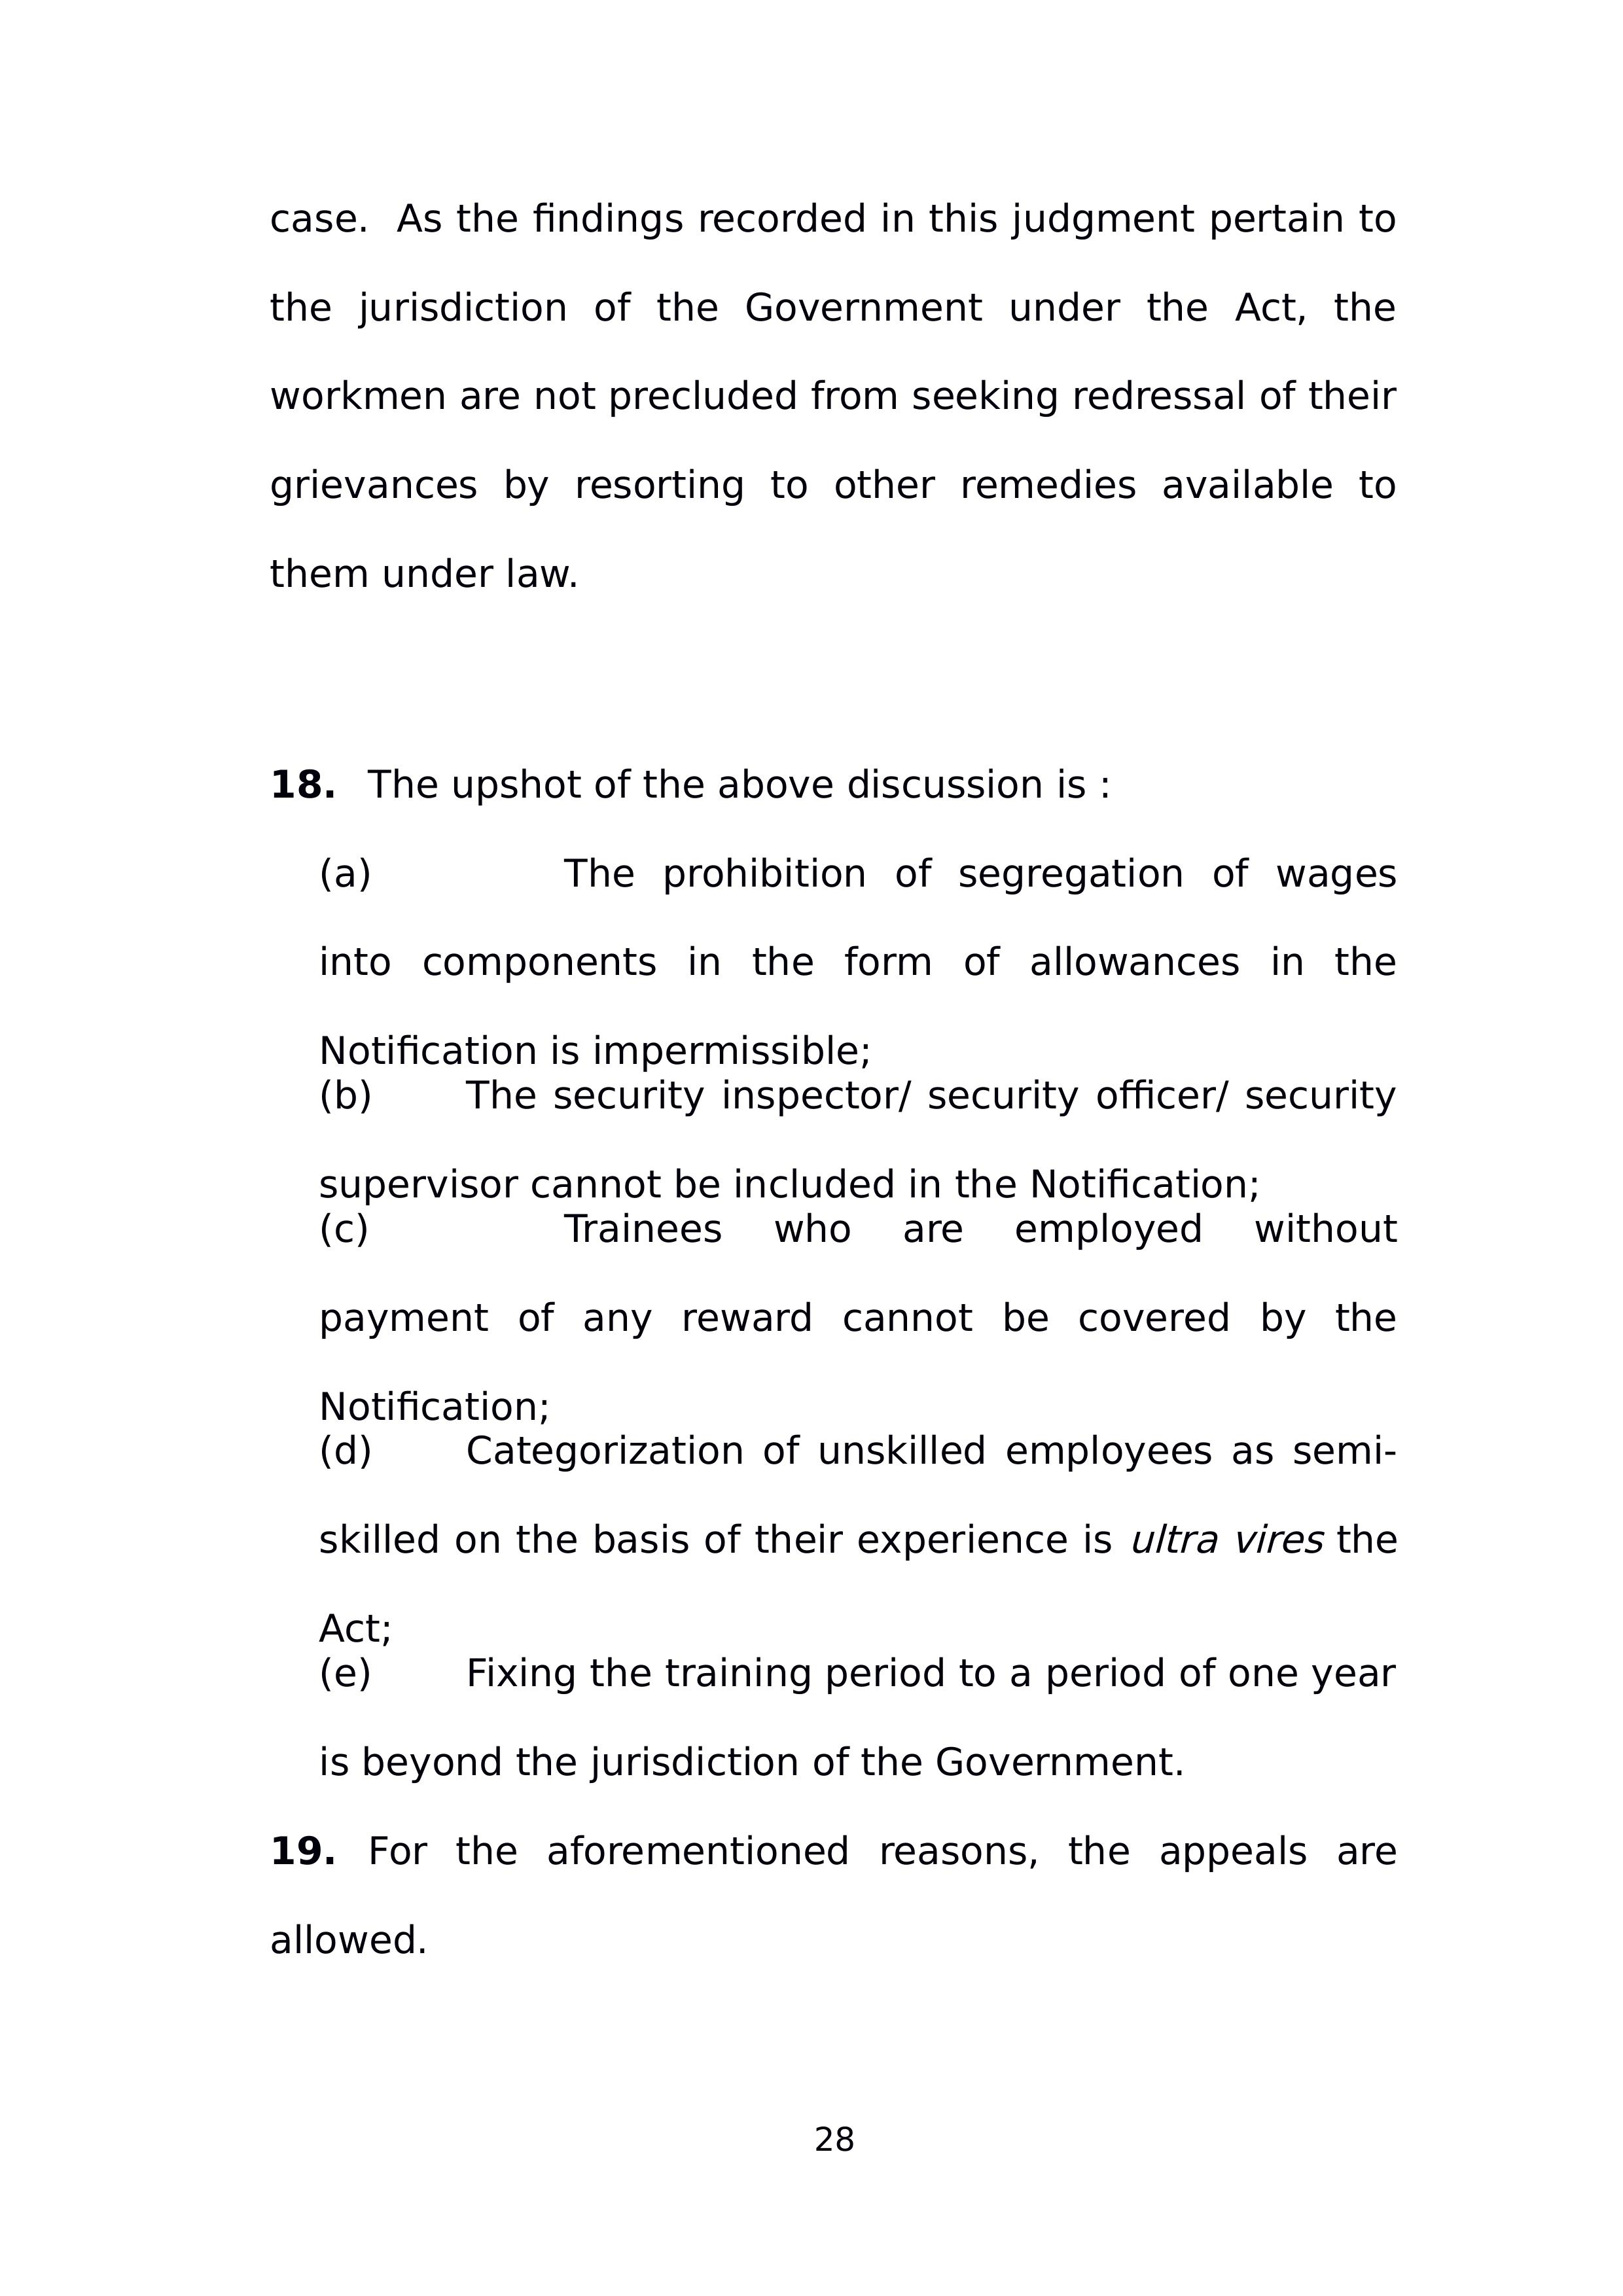 case. As the findings recorded in this judgment pertain to
the jurisdiction of the Government under the Act, the
workmen are not precluded from seeking redressal of their
grievances by resorting to other remedies available to
them under law.
18. The upshot of the above discussion is :
(a) The prohibition of segregation of wages
into components in the form of allowances in the
Notification is impermissible;
(b) The security inspector/ security officer/ security
supervisor cannot be included in the Notification;
(c) Trainees who are employed without
payment of any reward cannot be covered by the
Notification;
(d) Categorization of unskilled employees as semi-
skilled on the basis of their experience is ultra vires the
Act;
(e) Fixing the training period to a period of one year
is beyond the jurisdiction of the Government.
19. For the aforementioned reasons, the appeals are
allowed.
28